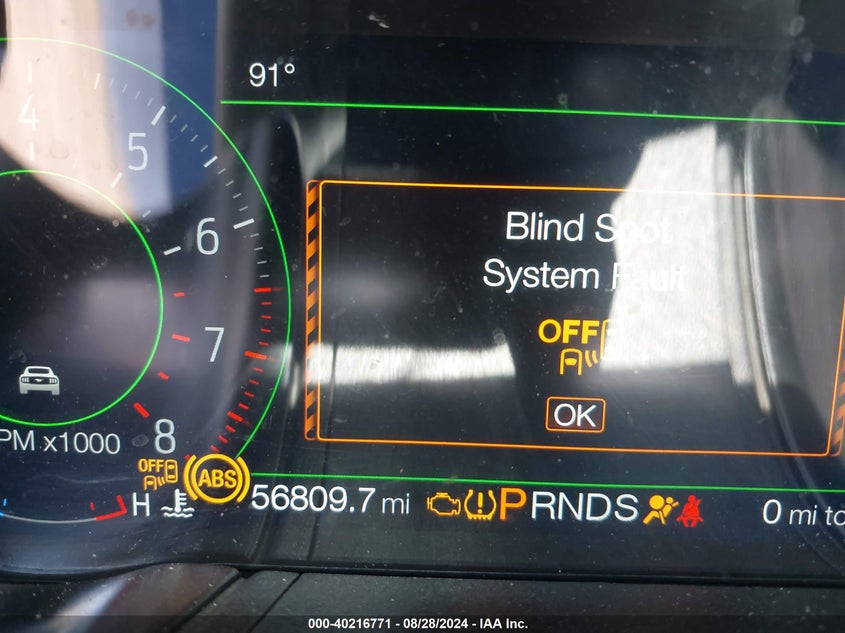 91°
4
5
6
7
8
PM x1000
Blind Spot
System Fault
OFF
OK
OFF
ABS
H
56809.7 mi
PRNDS
0 mi to
000-40216771 - 08/28/2024 - IAA Inc.